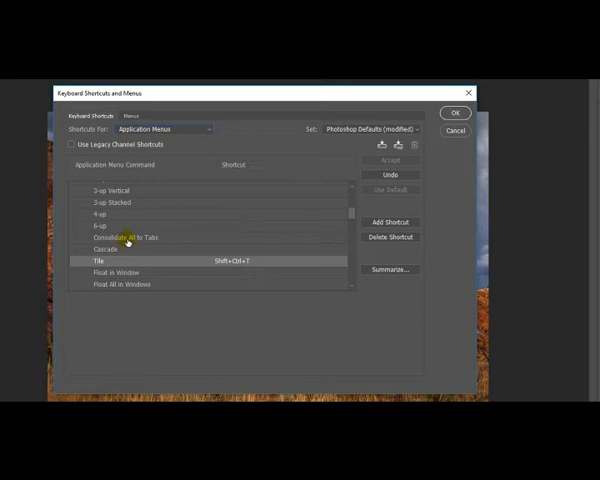 Keyboard Shortcuts and Menus
Keyboard Shortcuts Menus
Shortcuts For: Application Menus Set: Photoshop Defaults (modified)
Use Legacy Channel Shortcuts
Application Menu Command Shortcut
3-up Vertical
3-up Stacked
4-up
6-up
Consolidate All to Tabs
Cascade
Tile Shift+Ctrl+T
Float in Window
Float All in Windows
OK
Cancel
Accept
Undo
Use Default
Add Shortcut
Delete Shortcut
Summarize...